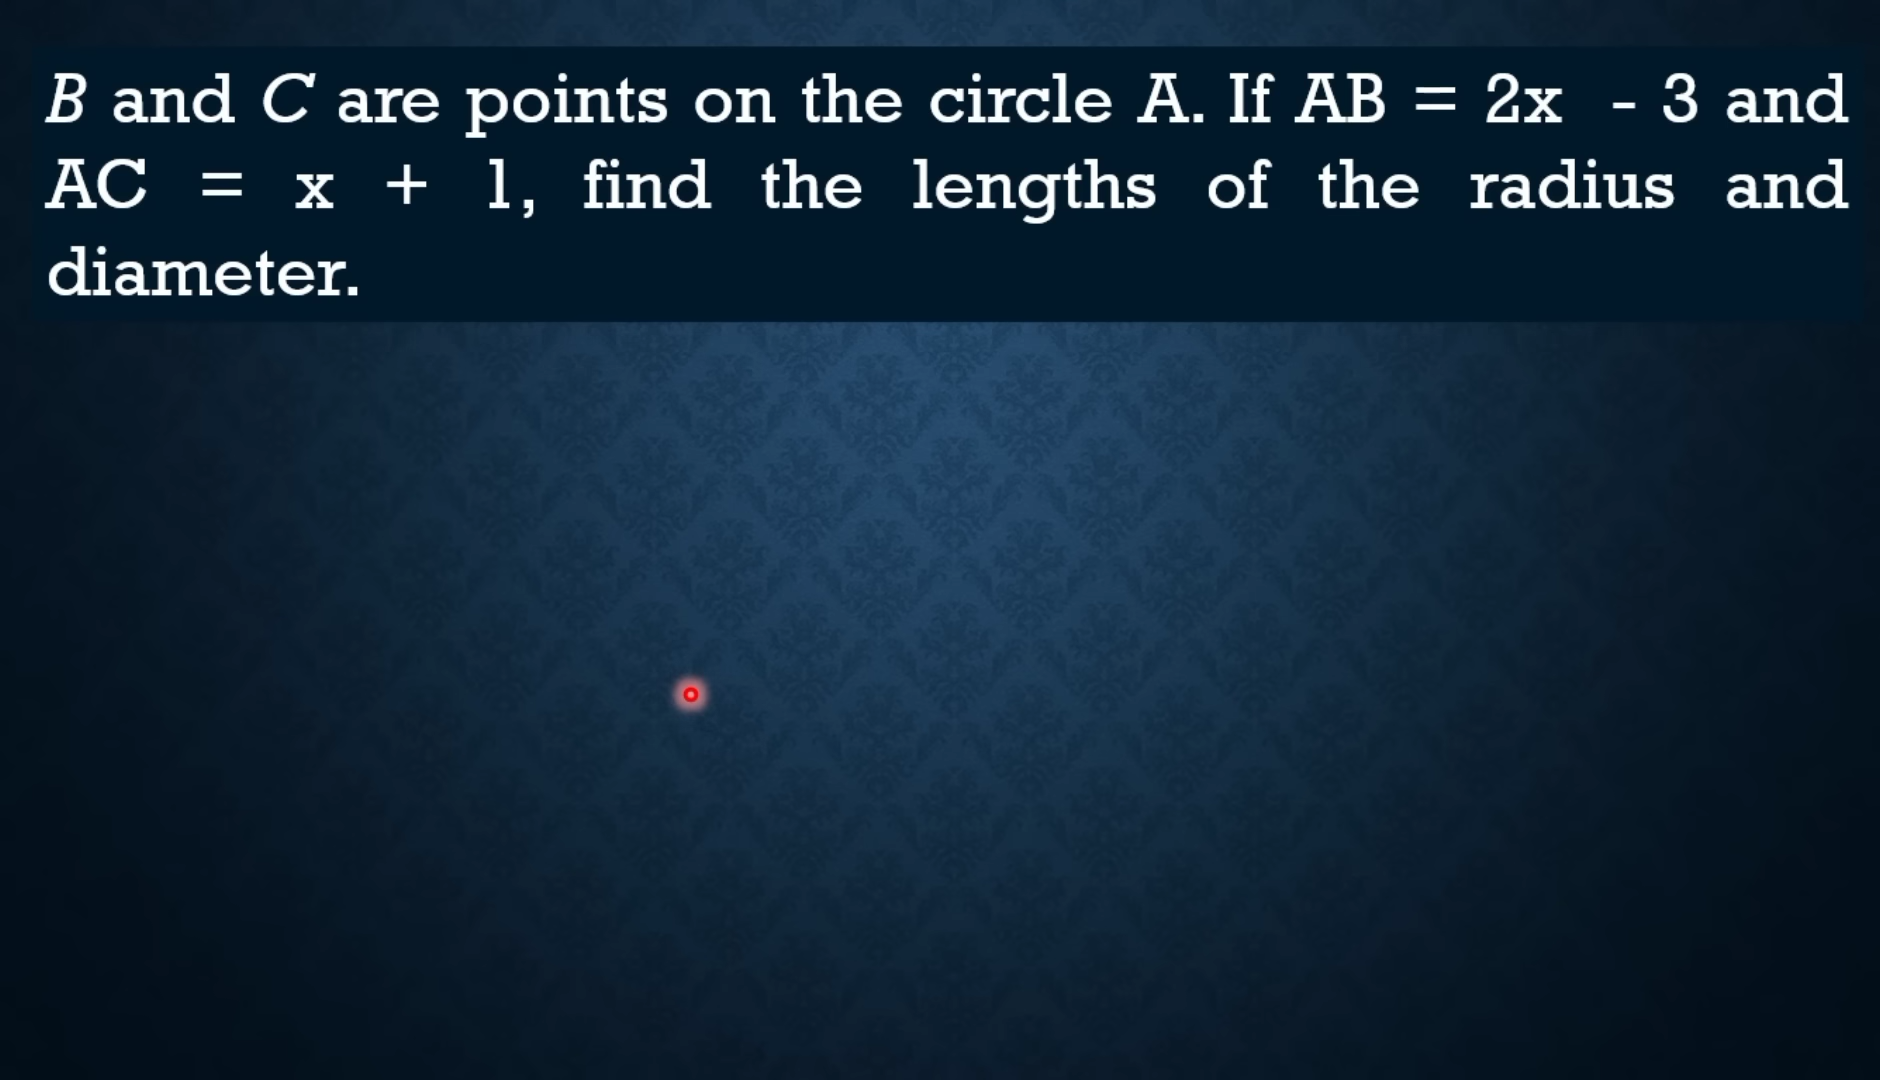 B and C are points on the circle A. If AB = 2x - 3 and
AC = x + 1, find the lengths of the radius and
diameter.